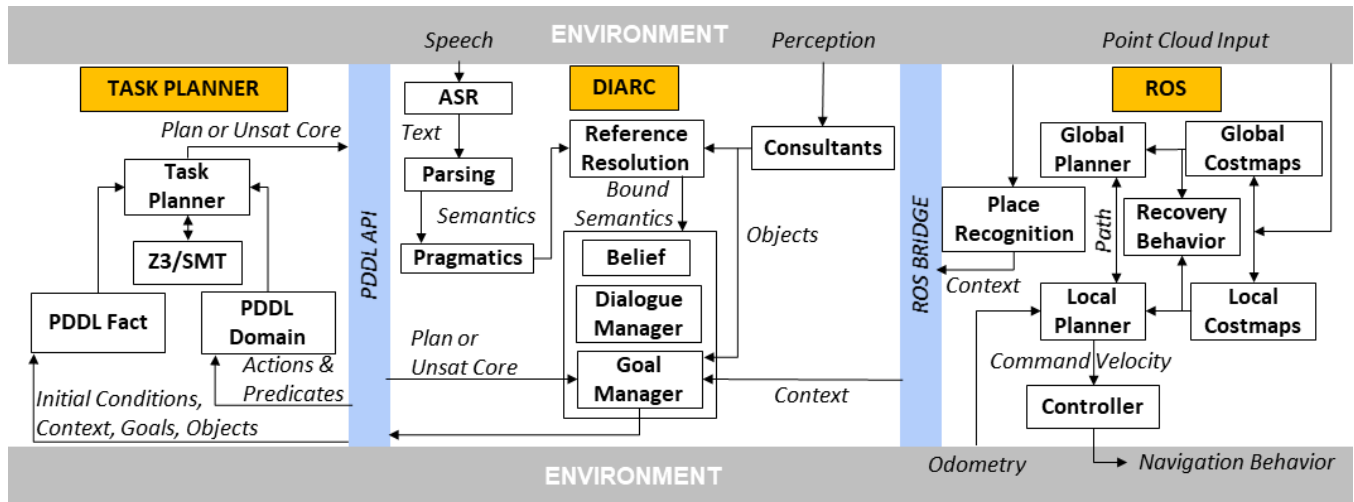 ENVIRONMENT
Speech
Perception
Point Cloud Input
TASK PLANNER
Plan or Unsat Core
Task
Planner
Z3/SMT
PDDL Fact
PDDL
Domain
Actions &
Predicates
Initial Conditions,
Context, Goals, Objects
PDDL API
DIARC
ASR
Text
Parsing
Semantics
Pragmatics
Reference
Resolution
Bound
Semantics
Consultants
Objects
Belief
Dialogue
Manager
Goal
Manager
Plan or
Unsat Core
Context
ROS BRIDGE
ROS
Place
Recognition
Context
Global
Planner
Global
Costmaps
Path
Recovery
Behavior
Local
Planner
Local
Costmaps
Command Velocity
Controller
Odometry
Navigation Behavior
ENVIRONMENT